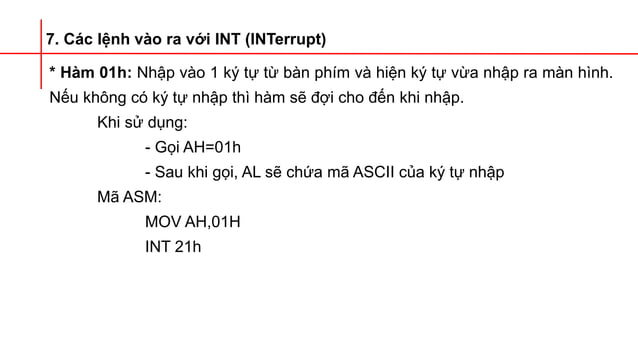 7. Các lệnh vào ra với INT (INTerrupt)
* Hàm 01h: Nhập vào 1 ký tự từ bàn phím và hiện ký tự vừa nhập ra màn hình.
Nếu không có ký tự nhập thì hàm sẽ đợi cho đến khi nhập.
Khi sử dụng:
- Gọi AH=01h
- Sau khi gọi, AL sẽ chứa mã ASCII của ký tự nhập
Mã ASM:
MOV AH,01H
INT 21h